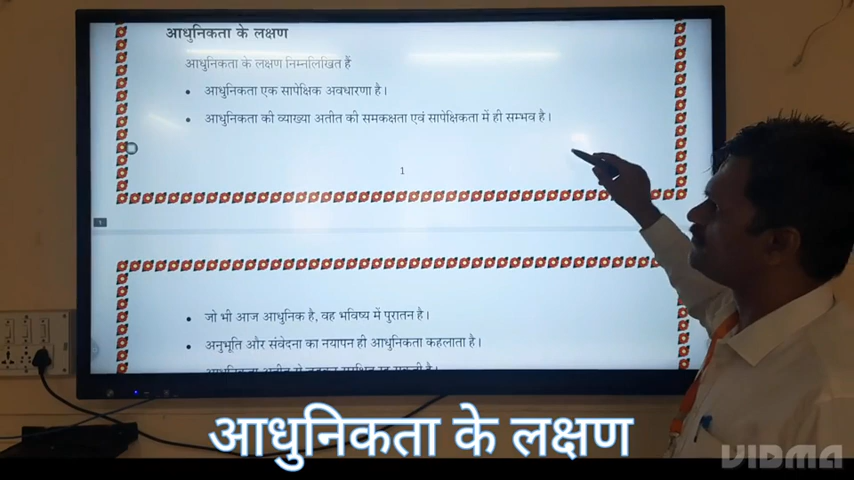 आधुनिकता के लक्षण
आधुनिकता के लक्षण निम्नलिखित हैं
• आधुनिकता एक सापेक्षिक अवधारणा है।
• आधुनिकता की व्याख्या अतीत की समकक्षता एवं सापेक्षिकता में ही सम्भव है।
1
1
• जो भी आज आधुनिक है, वह भविष्य में पुरातन है।
• अनुभूति और संवेदना का नयापन ही आधुनिकता कहलाता है।
आधुनिकता के लक्षण
VIDMA